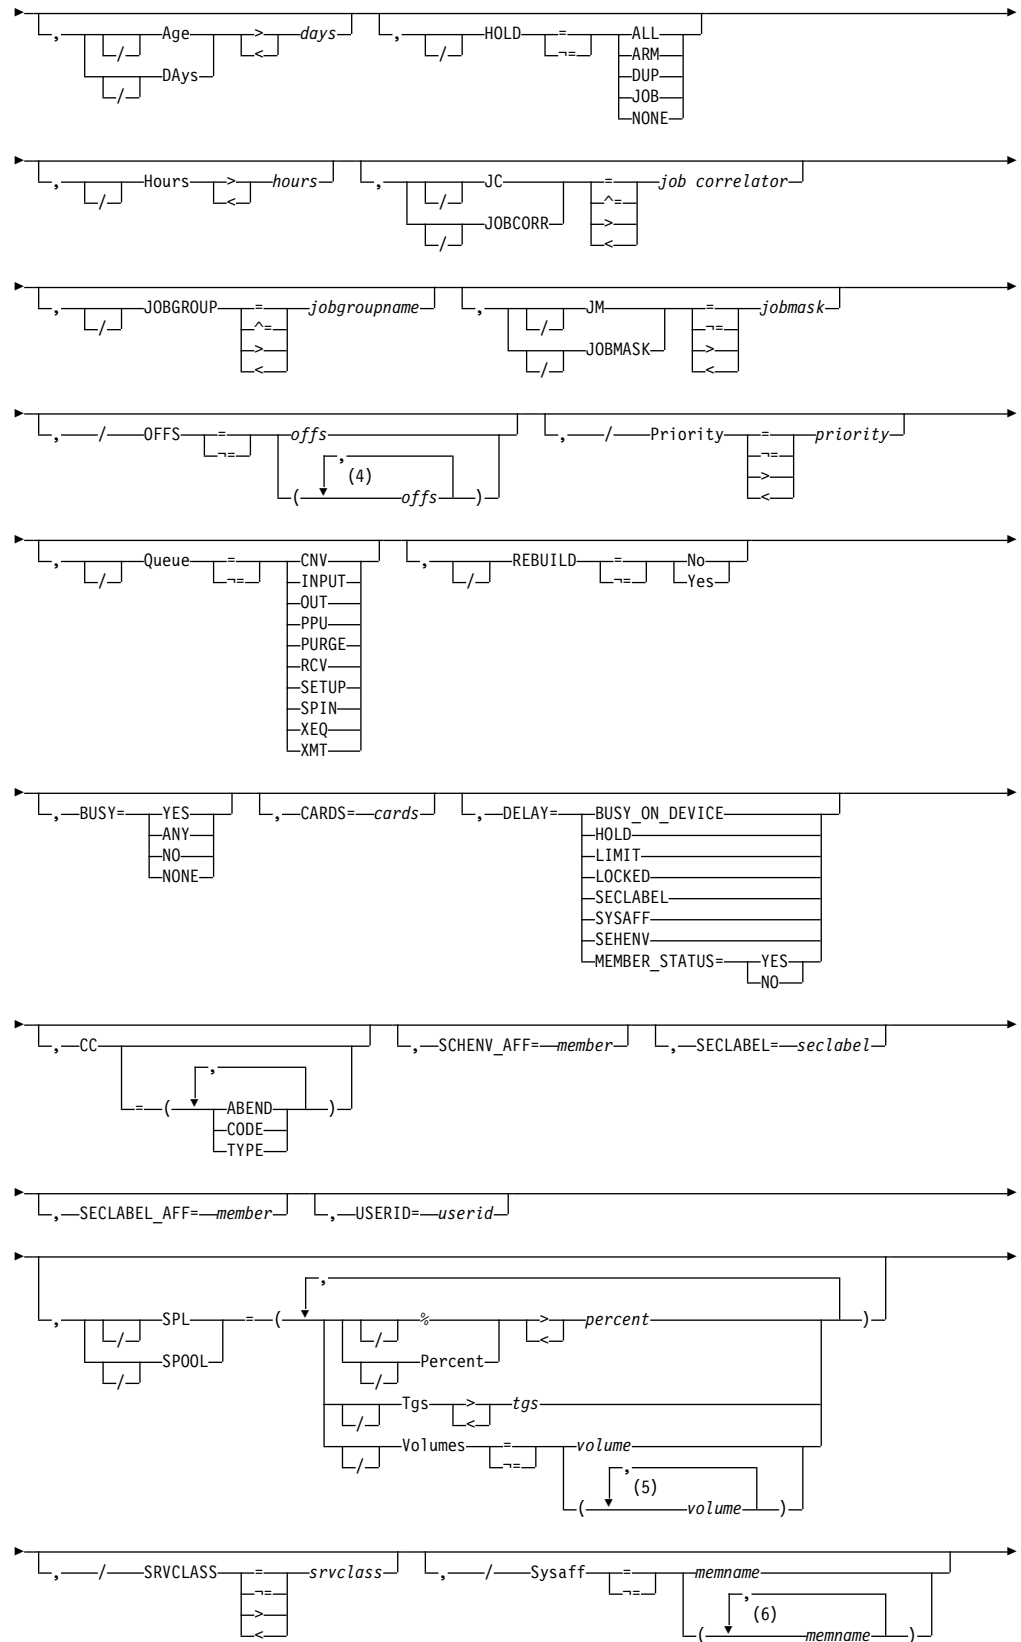 , / Age > days , / HOLD = ALL
/ DAys < ¬= ARM
DUP
JOB
NONE
, / Hours > hours , / JC = job correlator
< / JOBCORR ^=
>
<
, / JOBGROUP = jobgroupname , / JM = jobmask
^= / JOBMASK ¬=
> >
< <
, / OFFS = offs , / Priority = priority
¬= , ¬=
(4) >
( offs ) <
, / Queue = CNV , / REBUILD = No
¬= INPUT ¬= Yes
OUT
PPU
PURGE
RCV
SETUP
SPIN
XEQ
XMT
, BUSY= YES , CARDS= cards , DELAY= BUSY_ON_DEVICE
ANY HOLD
NO LIMIT
NONE LOCKED
SECLABEL
SYSAFF
SEHENV
MEMBER_STATUS= YES
NO
, CC , SCHENV_AFF= member , SECLABEL= seclabel
,
= ( ABEND )
CODE
TYPE
, SECLABEL_AFF= member , USERID= userid
,
, / SPL = ( / % > percent )
/ SPOOL / Percent <
/ Tgs > tgs
<
/ Volumes = volume
¬= ,
(5)
( volume )
, / SRVCLASS = srvclass , / Sysaff = memname
¬= ¬= ,
> (6)
< ( memname )